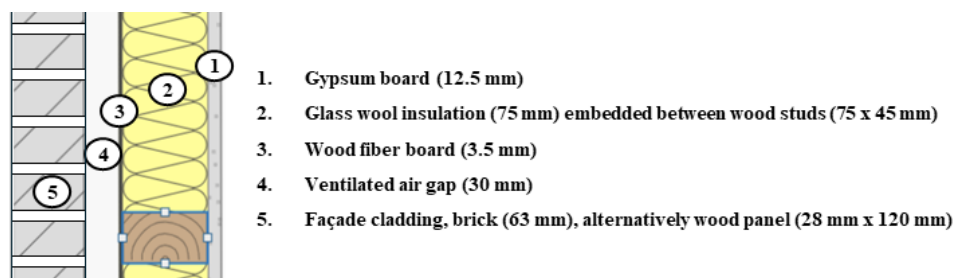 1
2
3
4
5
1. Gypsum board (12.5 mm)
2. Glass wool insulation (75 mm) embedded between wood studs (75 x 45 mm)
3. Wood fiber board (3.5 mm)
4. Ventilated air gap (30 mm)
5. Façade cladding, brick (63 mm), alternatively wood panel (28 mm x 120 mm)